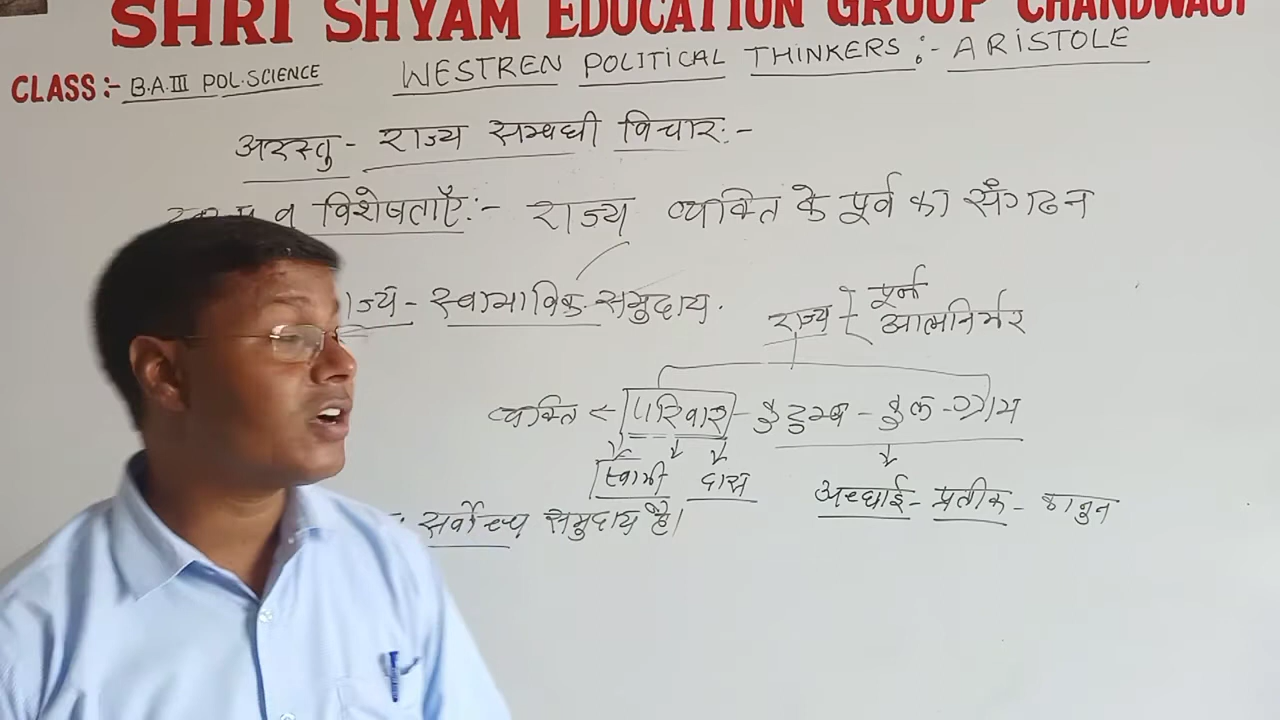 SHRI SHYAM EDUCATION GROUP CHANDWAJI
CLASS:- B.A.III POL.SCIENCE WESTREN POLITICAL THINKERS:- ARISTOLE
अरस्तु - राज्य सम्बधी विचार:-
व विशेषताएँ:- राज्य व्यक्ति के पूर्व का सँगठन
राज्य - स्वाभाविक समुदाय.
राज्य { पूर्ण
आत्मनिर्भर
व्यक्ति < परिवार - कुटुम्ब - कुल - ग्राम
स्वामी दास
अच्छाई - प्रतीक - कानुन
सर्वोच्च समुदाय है।